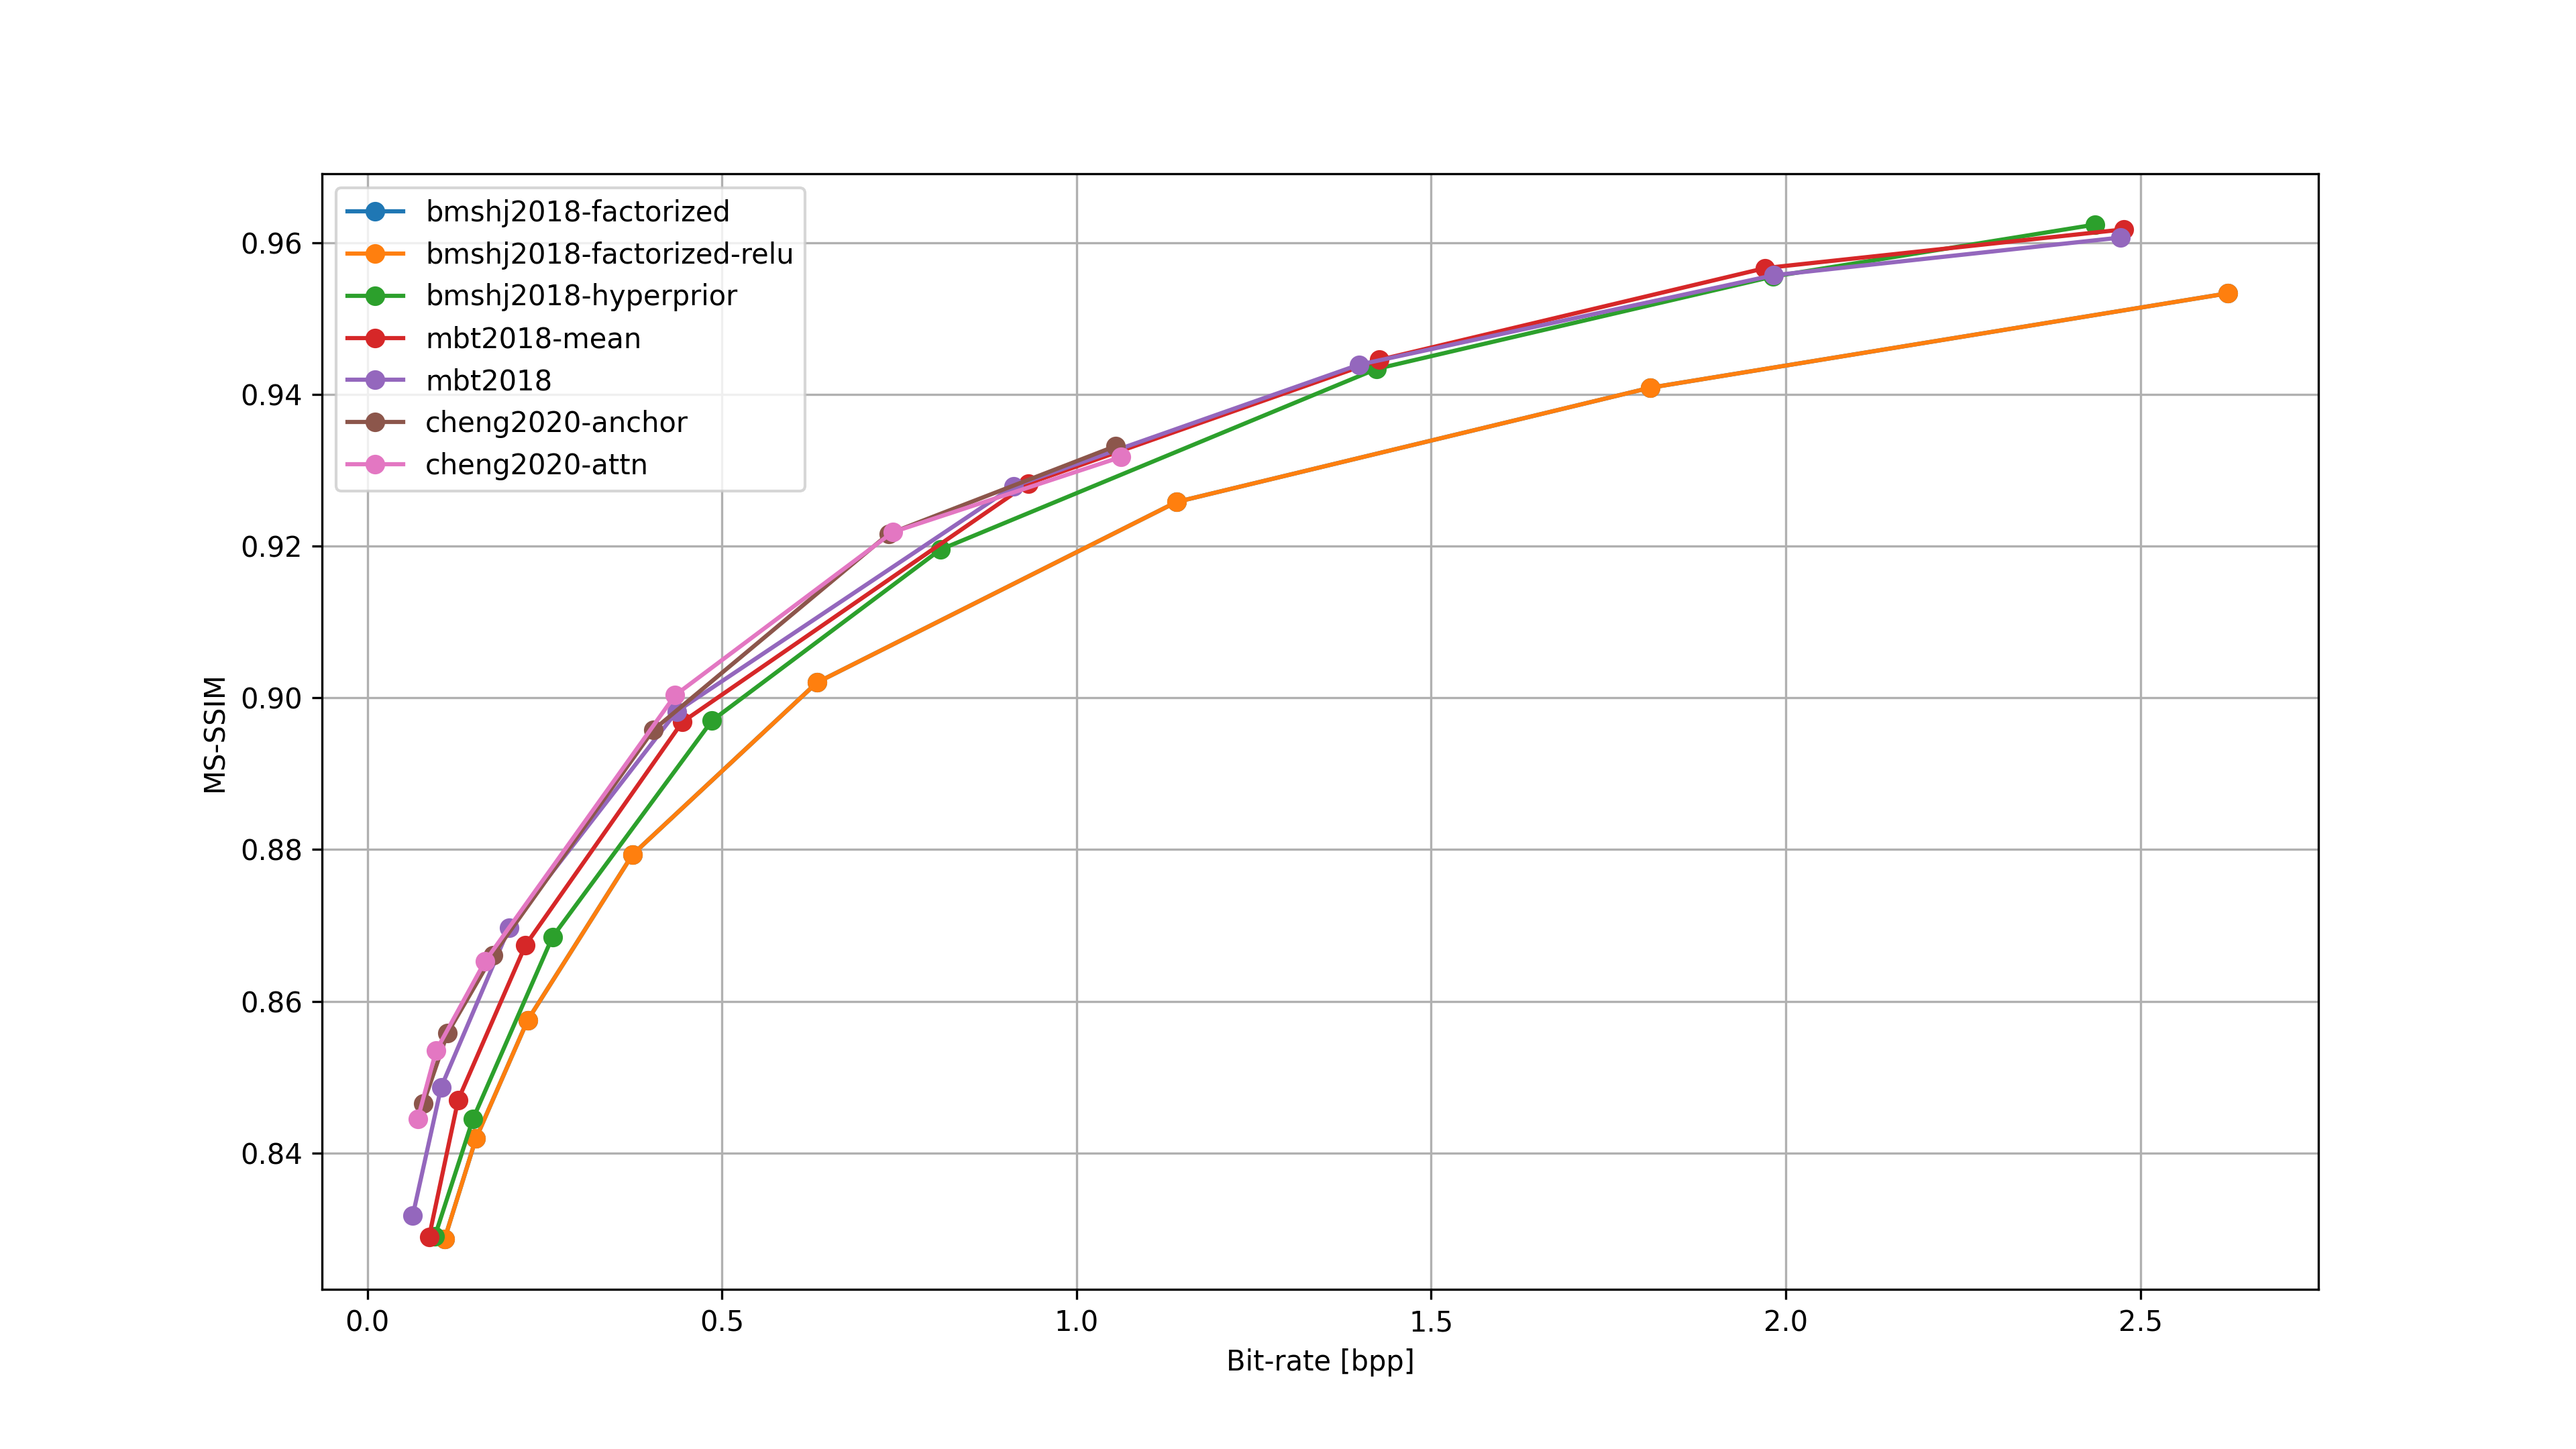 bmshj2018-factorized
bmshj2018-factorized-relu
bmshj2018-hyperprior
mbt2018-mean
mbt2018
cheng2020-anchor
cheng2020-attn
0.96
0.94
0.92
0.90
0.88
0.86
0.84
MS-SSIM
0.0 0.5 1.0 1.5 2.0 2.5
Bit-rate [bpp]